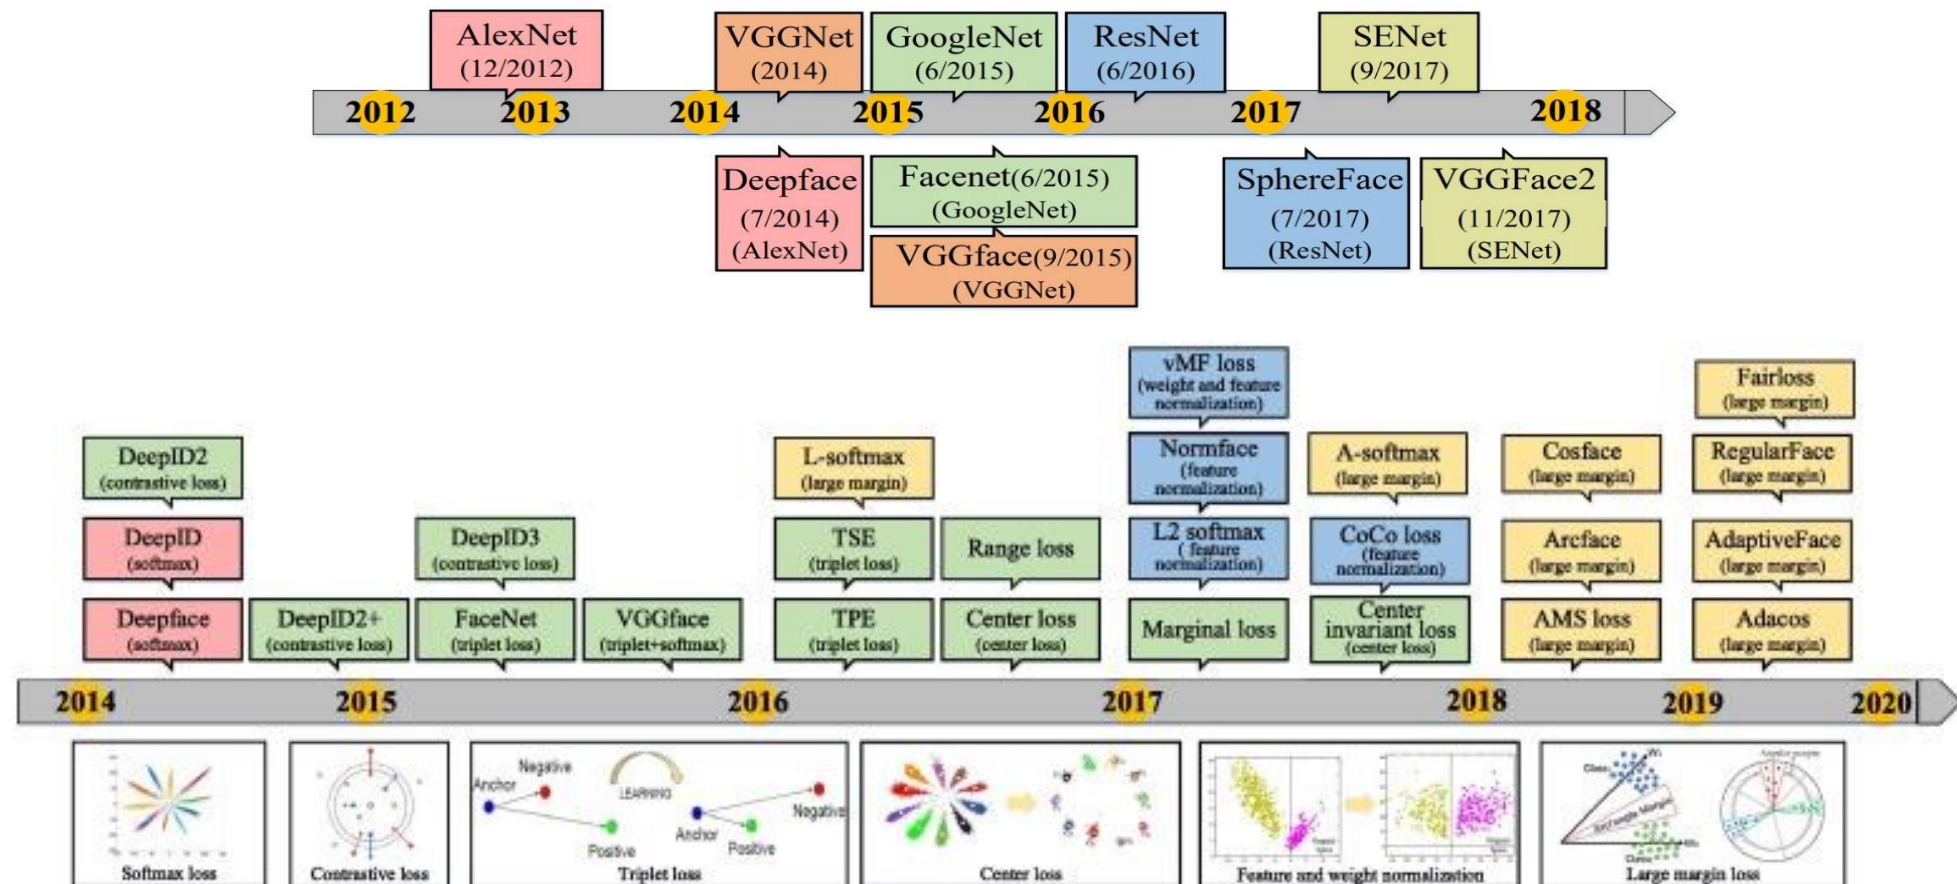 AlexNet
(12/2012)
VGGNet
(2014)
GoogleNet
(6/2015)
ResNet
(6/2016)
SENet
(9/2017)
2012
2013
2014
2015
2016
2017
2018
Deepface
(7/2014)
(AlexNet)
Facenet(6/2015)
(GoogleNet)
VGGface(9/2015)
(VGGNet)
SphereFace
(7/2017)
(ResNet)
VGGFace2
(11/2017)
(SENet)
DeepID2
(contrastive loss)
DeepID
(softmax)
Deepface
(softmax)
DeepID2+
(contrastive loss)
DeepID3
(contrastive loss)
FaceNet
(triplet loss)
VGGface
(triplet+softmax)
L-softmax
(large margin)
TSE
(triplet loss)
TPE
(triplet loss)
Range loss
Center loss
(center loss)
vMF loss
(weight and feature
normalization)
Normface
(feature
normalization)
L2 softmax
( feature
normalization)
Marginal loss
A-softmax
(large margin)
CoCo loss
(feature
normalization)
Center
invariant loss
(center loss)
Cosface
(large margin)
Arcface
(large margin)
AMS loss
(large margin)
Fairloss
(large margin)
RegularFace
(large margin)
AdaptiveFace
(large margin)
Adacos
(large margin)
2014
2015
2016
2017
2018
2019
2020
Softmax loss
Contrastive loss
Anchor
Negative
Positive
LEARNING
Anchor
Negative
Positive
Triplet loss
Center loss
Feature and weight normalization
Margin
Large margin loss